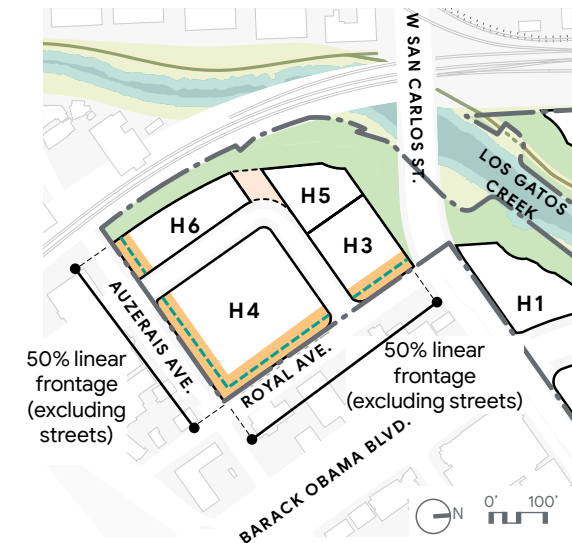 W SAN CARLOS ST.
LOS GATOS
CREEK
H5
H6
H3
H4
H1
AUZERAIS AVE.
ROYAL AVE.
50% linear
frontage
(excluding
streets)
50% linear
frontage
(excluding streets)
BARACK OBAMA BLVD.
N
0' 100'